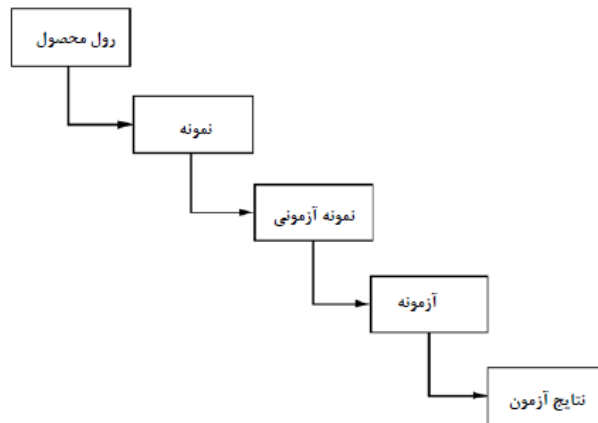 رول محصول
نمونه
نمونه آزمونی
آزمونه
نتایج آزمون